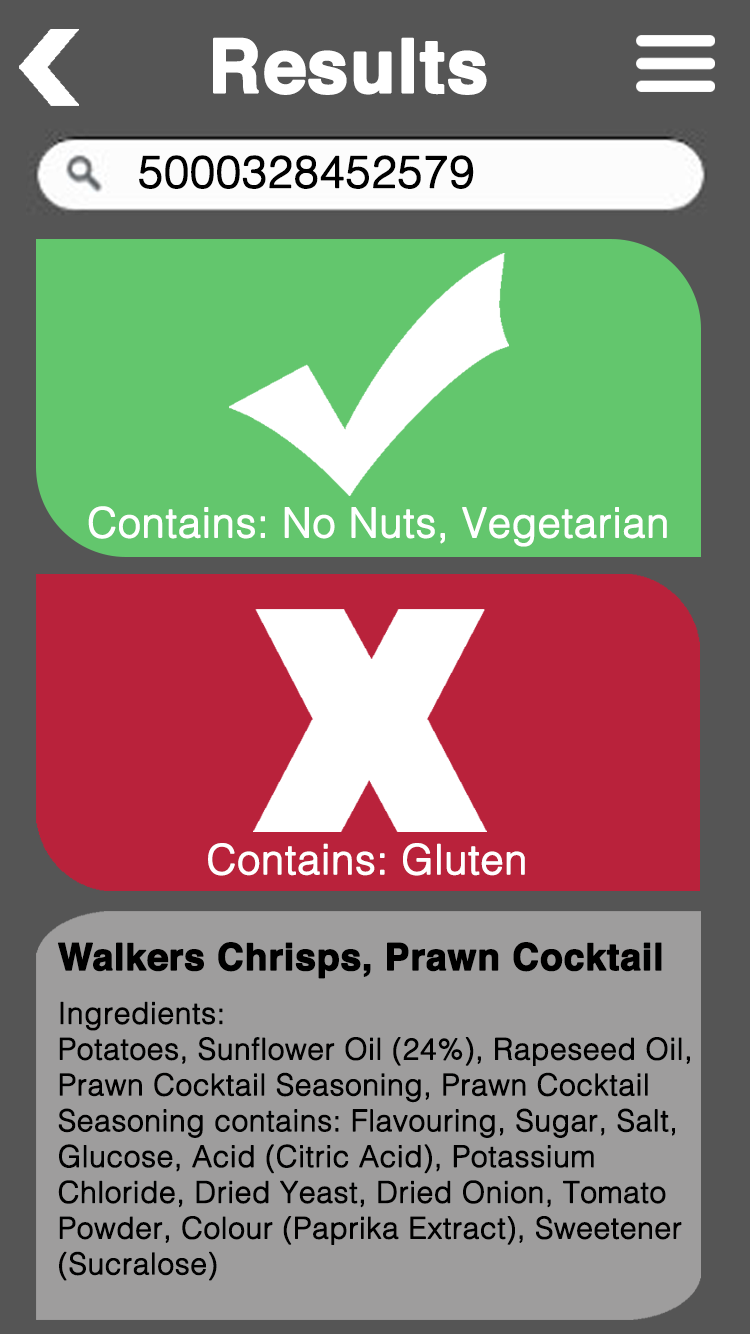 Results
5000328452579
Contains: No Nuts, Vegetarian
Contains: Gluten
Walkers Chrisps, Prawn Cocktail
Ingredients:
Potatoes, Sunflower Oil (24%), Rapeseed Oil,
Prawn Cocktail Seasoning, Prawn Cocktail
Seasoning contains: Flavouring, Sugar, Salt,
Glucose, Acid (Citric Acid), Potassium
Chloride, Dried Yeast, Dried Onion, Tomato
Powder, Colour (Paprika Extract), Sweetener
(Sucralose)